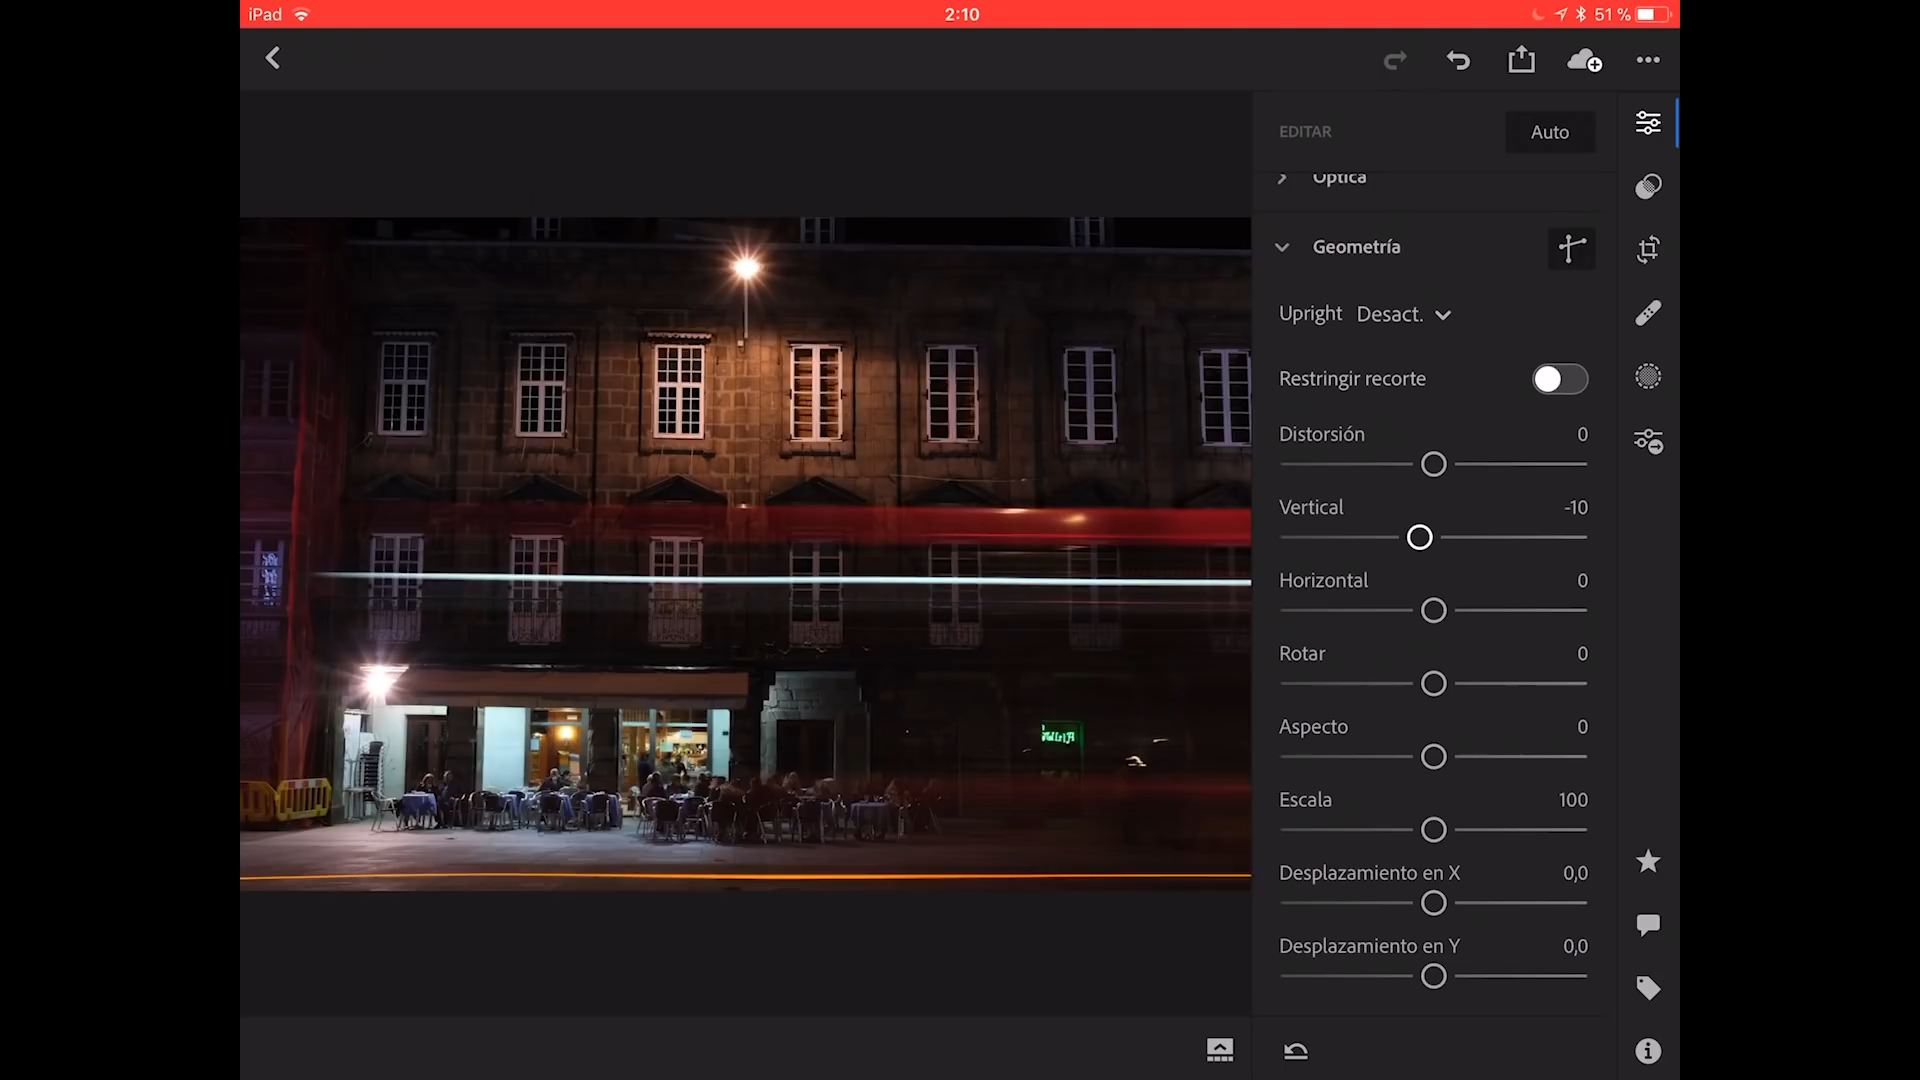 iPad
2:10
51 %
EDITAR
Auto
Óptica
Geometría
Upright Desact.
Restringir recorte
Distorsión 0
Vertical -10
Horizontal 0
Rotar 0
Aspecto 0
Escala 100
Desplazamiento en X 0,0
Desplazamiento en Y 0,0